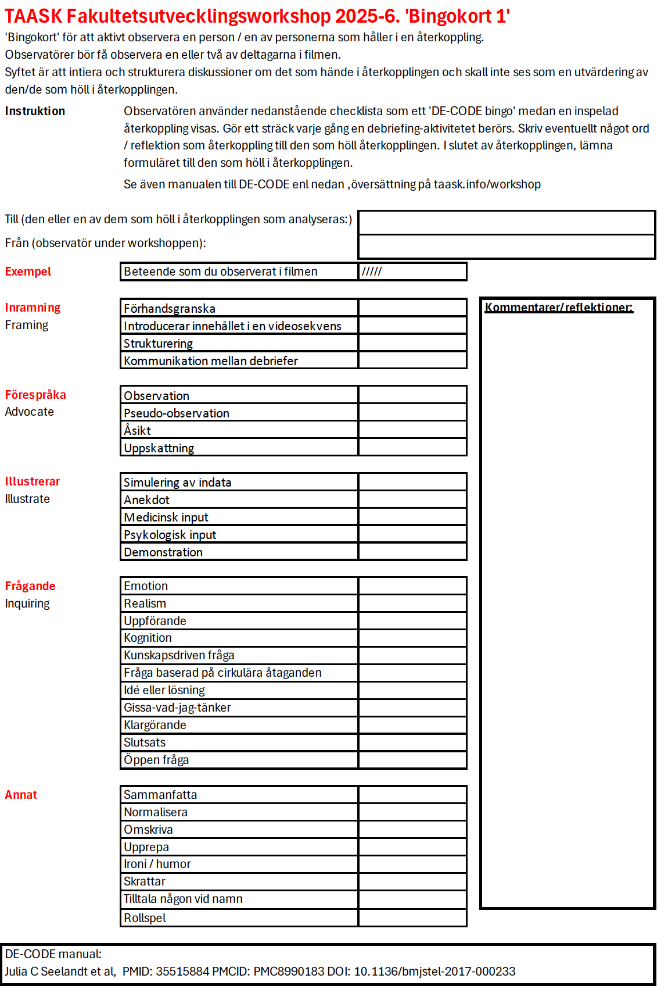 TAASK Fakultetsutvecklingsworkshop 2025-6. 'Bingokort 1'
'Bingokort' för att aktivt observera en person / en av personerna som håller i en återkoppling.
Observatörer bör få observera en eller två av deltagarna i filmen.
Syftet är att intiera och strukturera diskussioner om det som hände i återkopplingen och skall inte ses som en utvärdering av
den/de som höll i återkopplingen.
Instruktion
Observatören använder nedanstående checklista som ett 'DE-CODE bingo' medan en inspelad
återkoppling visas. Gör ett sträck varje gång en debriefing-aktivitetet berörs. Skriv eventuellt något ord
/ reflektion som återkoppling till den som höll återkopplingen. I slutet av återkopplingen, lämna
formuläret till den som höll i återkopplingen.
Se även manualen till DE-CODE enl nedan ,översättning på taask.info/workshop
Till (den eller en av dem som höll i återkopplingen som analyseras:)
Från (observatör under workshoppen):
Exempel
Beteende som du observerat i filmen /////
Inramning
Framing
Förhandsgranska
Introducerar innehållet i en videosekvens
Strukturering
Kommunikation mellan debriefer
Kommentarer/reflektioner:
Förespråka
Advocate
Observation
Pseudo-observation
Åsikt
Uppskattning
Illustrerar
Illustrate
Simulering av indata
Anekdot
Medicinsk input
Psykologisk input
Demonstration
Frågande
Inquiring
Emotion
Realism
Uppförande
Kognition
Kunskapsdriven fråga
Fråga baserad på cirkulära åtaganden
Idé eller lösning
Gissa-vad-jag-tänker
Klargörande
Slutsats
Öppen fråga
Annat
Sammanfatta
Normalisera
Omskriva
Upprepa
Ironi / humor
Skrattar
Tilltala någon vid namn
Rollspel
DE-CODE manual:
Julia C Seelandt et al, PMID: 35515884 PMCID: PMC8990183 DOI: 10.1136/bmjstel-2017-000233